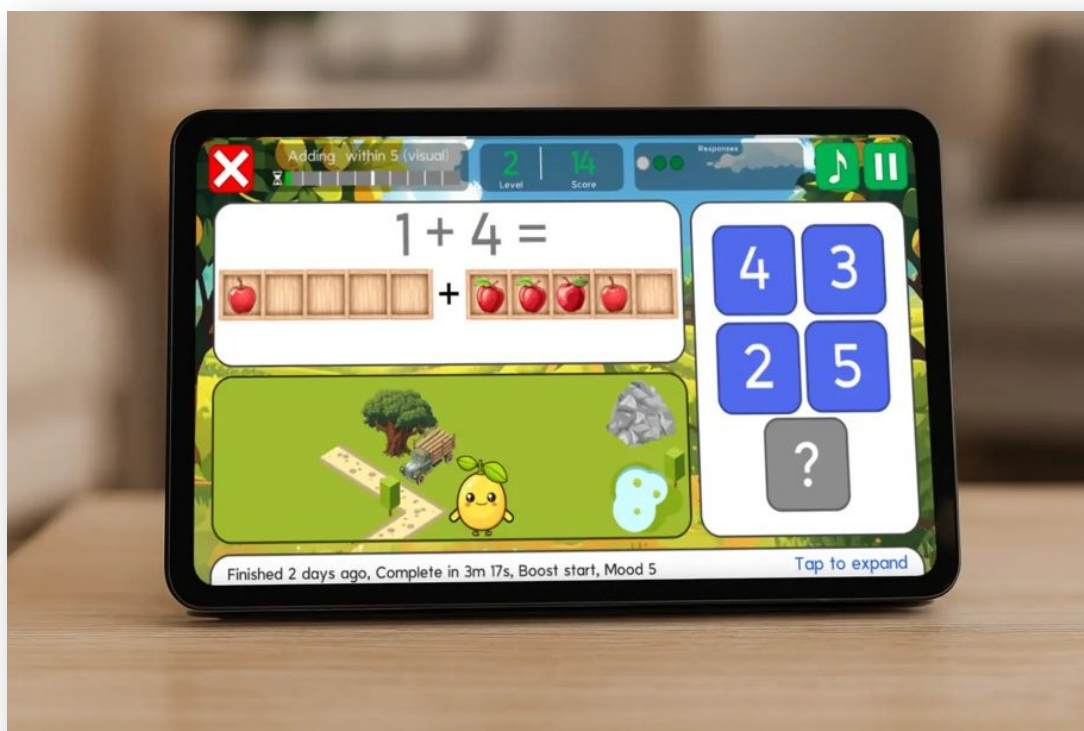 Adding within 5 (visual)
2
Level
14
Score
Responses
1 + 4 =
+
4 3
2 5
?
Finished 2 days ago, Complete in 3m 17s, Boost start, Mood 5
Tap to expand